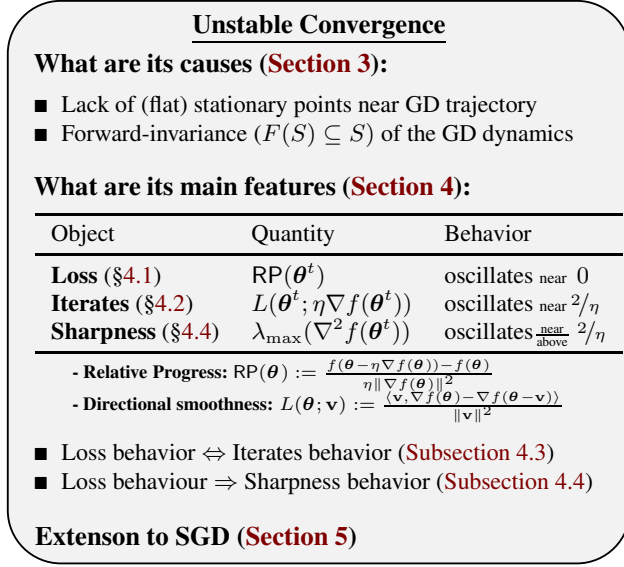 Unstable Convergence
What are its causes (Section 3):
■ Lack of (flat) stationary points near GD trajectory
■ Forward-invariance (F(S) ⊆ S) of the GD dynamics
What are its main features (Section 4):
Object Quantity Behavior
Loss (§4.1) RP(θ^t) oscillates near 0
Iterates (§4.2) L(θ^t; η∇f(θ^t)) oscillates near 2/η
Sharpness (§4.4) λ_max(∇²f(θ^t)) oscillates near/above 2/η
- Relative Progress: RP(θ) := (f(θ−η∇f(θ))−f(θ))/(η‖∇f(θ)‖²)
- Directional smoothness: L(θ; v) := ⟨v,∇f(θ)−∇f(θ−v)⟩/‖v‖²
■ Loss behavior ⇔ Iterates behavior (Subsection 4.3)
■ Loss behaviour ⇒ Sharpness behavior (Subsection 4.4)
Extenson to SGD (Section 5)